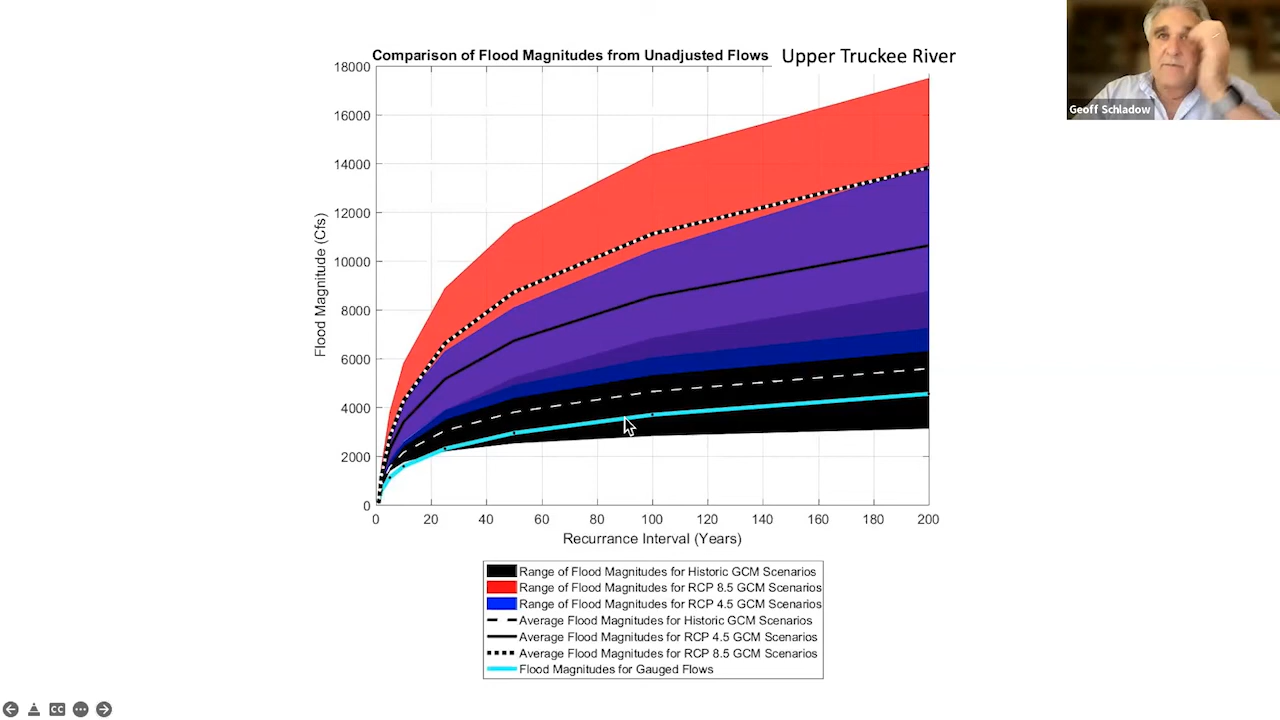 Comparison of Flood Magnitudes from Unadjusted Flows
Upper Truckee River
Geoff Schladow
Flood Magnitude (Cfs)
18000
16000
14000
12000
10000
8000
6000
4000
2000
0
0 20 40 60 80 100 120 140 160 180 200
Recurrance Interval (Years)
Range of Flood Magnitudes for Historic GCM Scenarios
Range of Flood Magnitudes for RCP 8.5 GCM Scenarios
Range of Flood Magnitudes for RCP 4.5 GCM Scenarios
Average Flood Magnitudes for Historic GCM Scenarios
Average Flood Magnitudes for RCP 4.5 GCM Scenarios
Average Flood Magnitudes for RCP 8.5 GCM Scenarios
Flood Magnitudes for Gauged Flows
CC